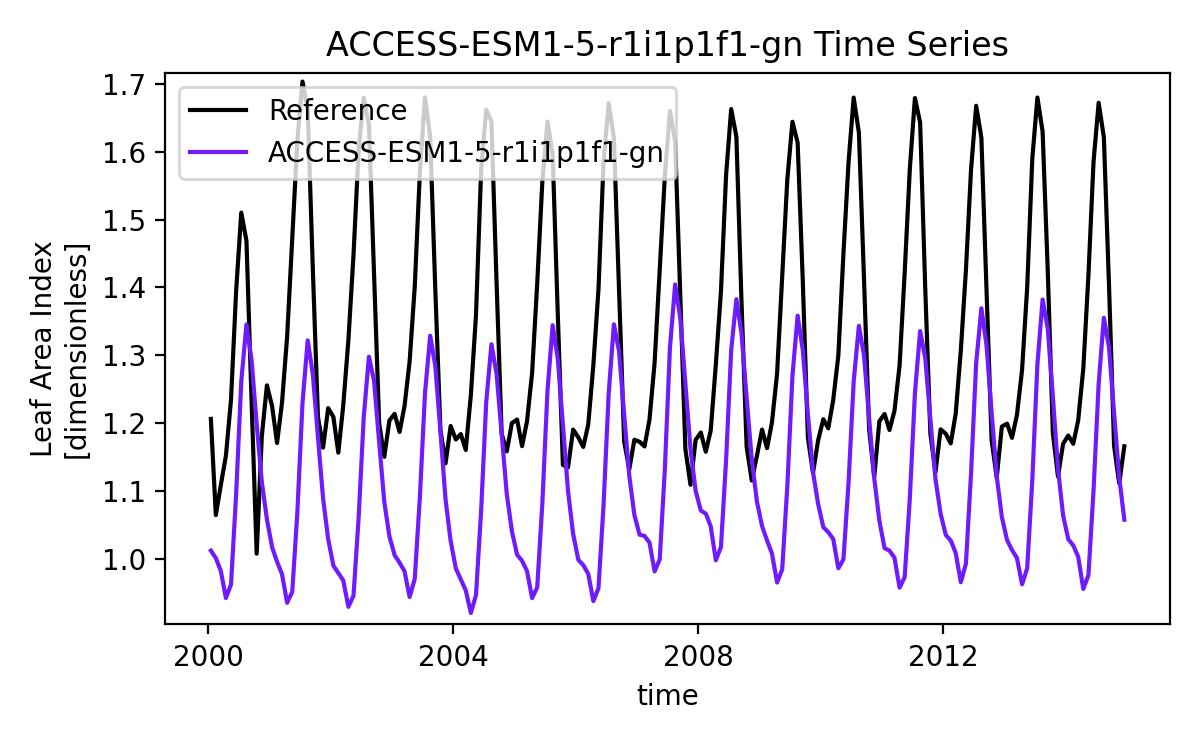 ACCESS-ESM1-5-r1i1p1f1-gn Time Series
Reference
ACCESS-ESM1-5-r1i1p1f1-gn
Leaf Area Index
[dimensionless]
1.7
1.6
1.5
1.4
1.3
1.2
1.1
1.0
2000
2004
2008
2012
time